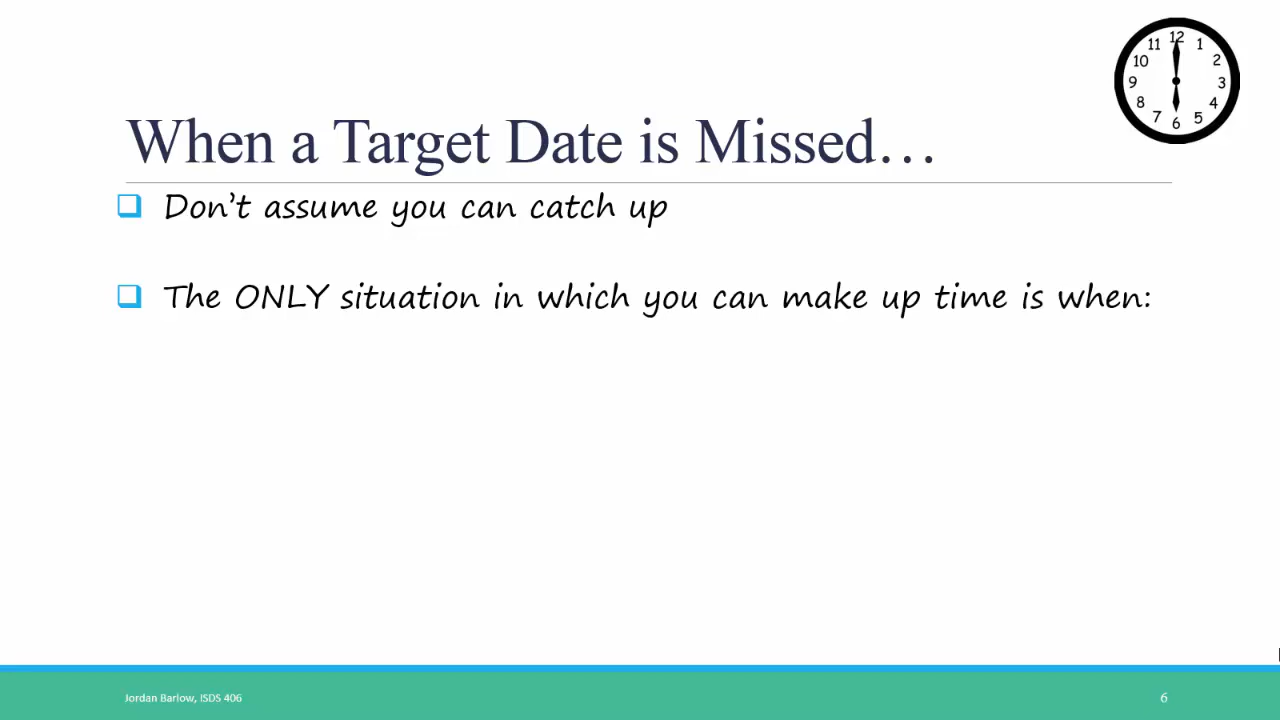 12
11 1
10 2
9 3
8 4
7 5
6
When a Target Date is Missed…
Don’t assume you can catch up
The ONLY situation in which you can make up time is when:
Jordan Barlow, ISDS 406
6